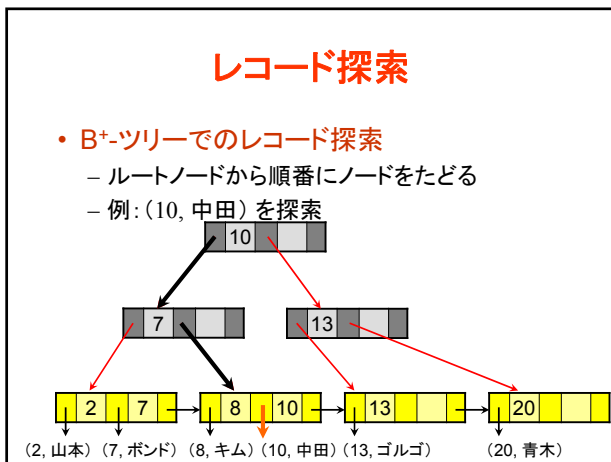 レコード探索
• B⁺-ツリーでのレコード探索
– ルートノードから順番にノードをたどる
– 例：(10, 中田) を探索
10
7 13
2 7 8 10 13 20
(2, 山本) (7, ボンド) (8, キム) (10, 中田) (13, ゴルゴ) (20, 青木)